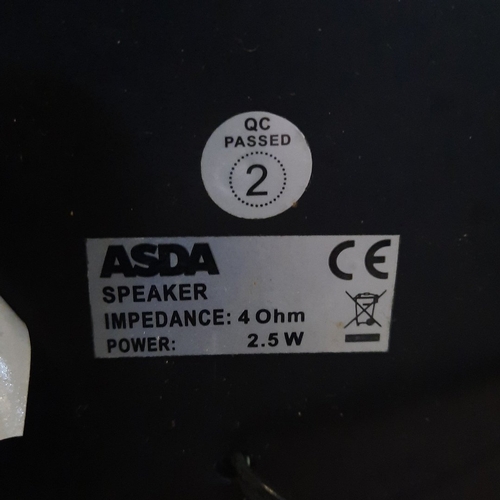 QC
PASSED
2
ASDA
SPEAKER
IMPEDANCE: 4 Ohm
POWER: 2.5 W
CE